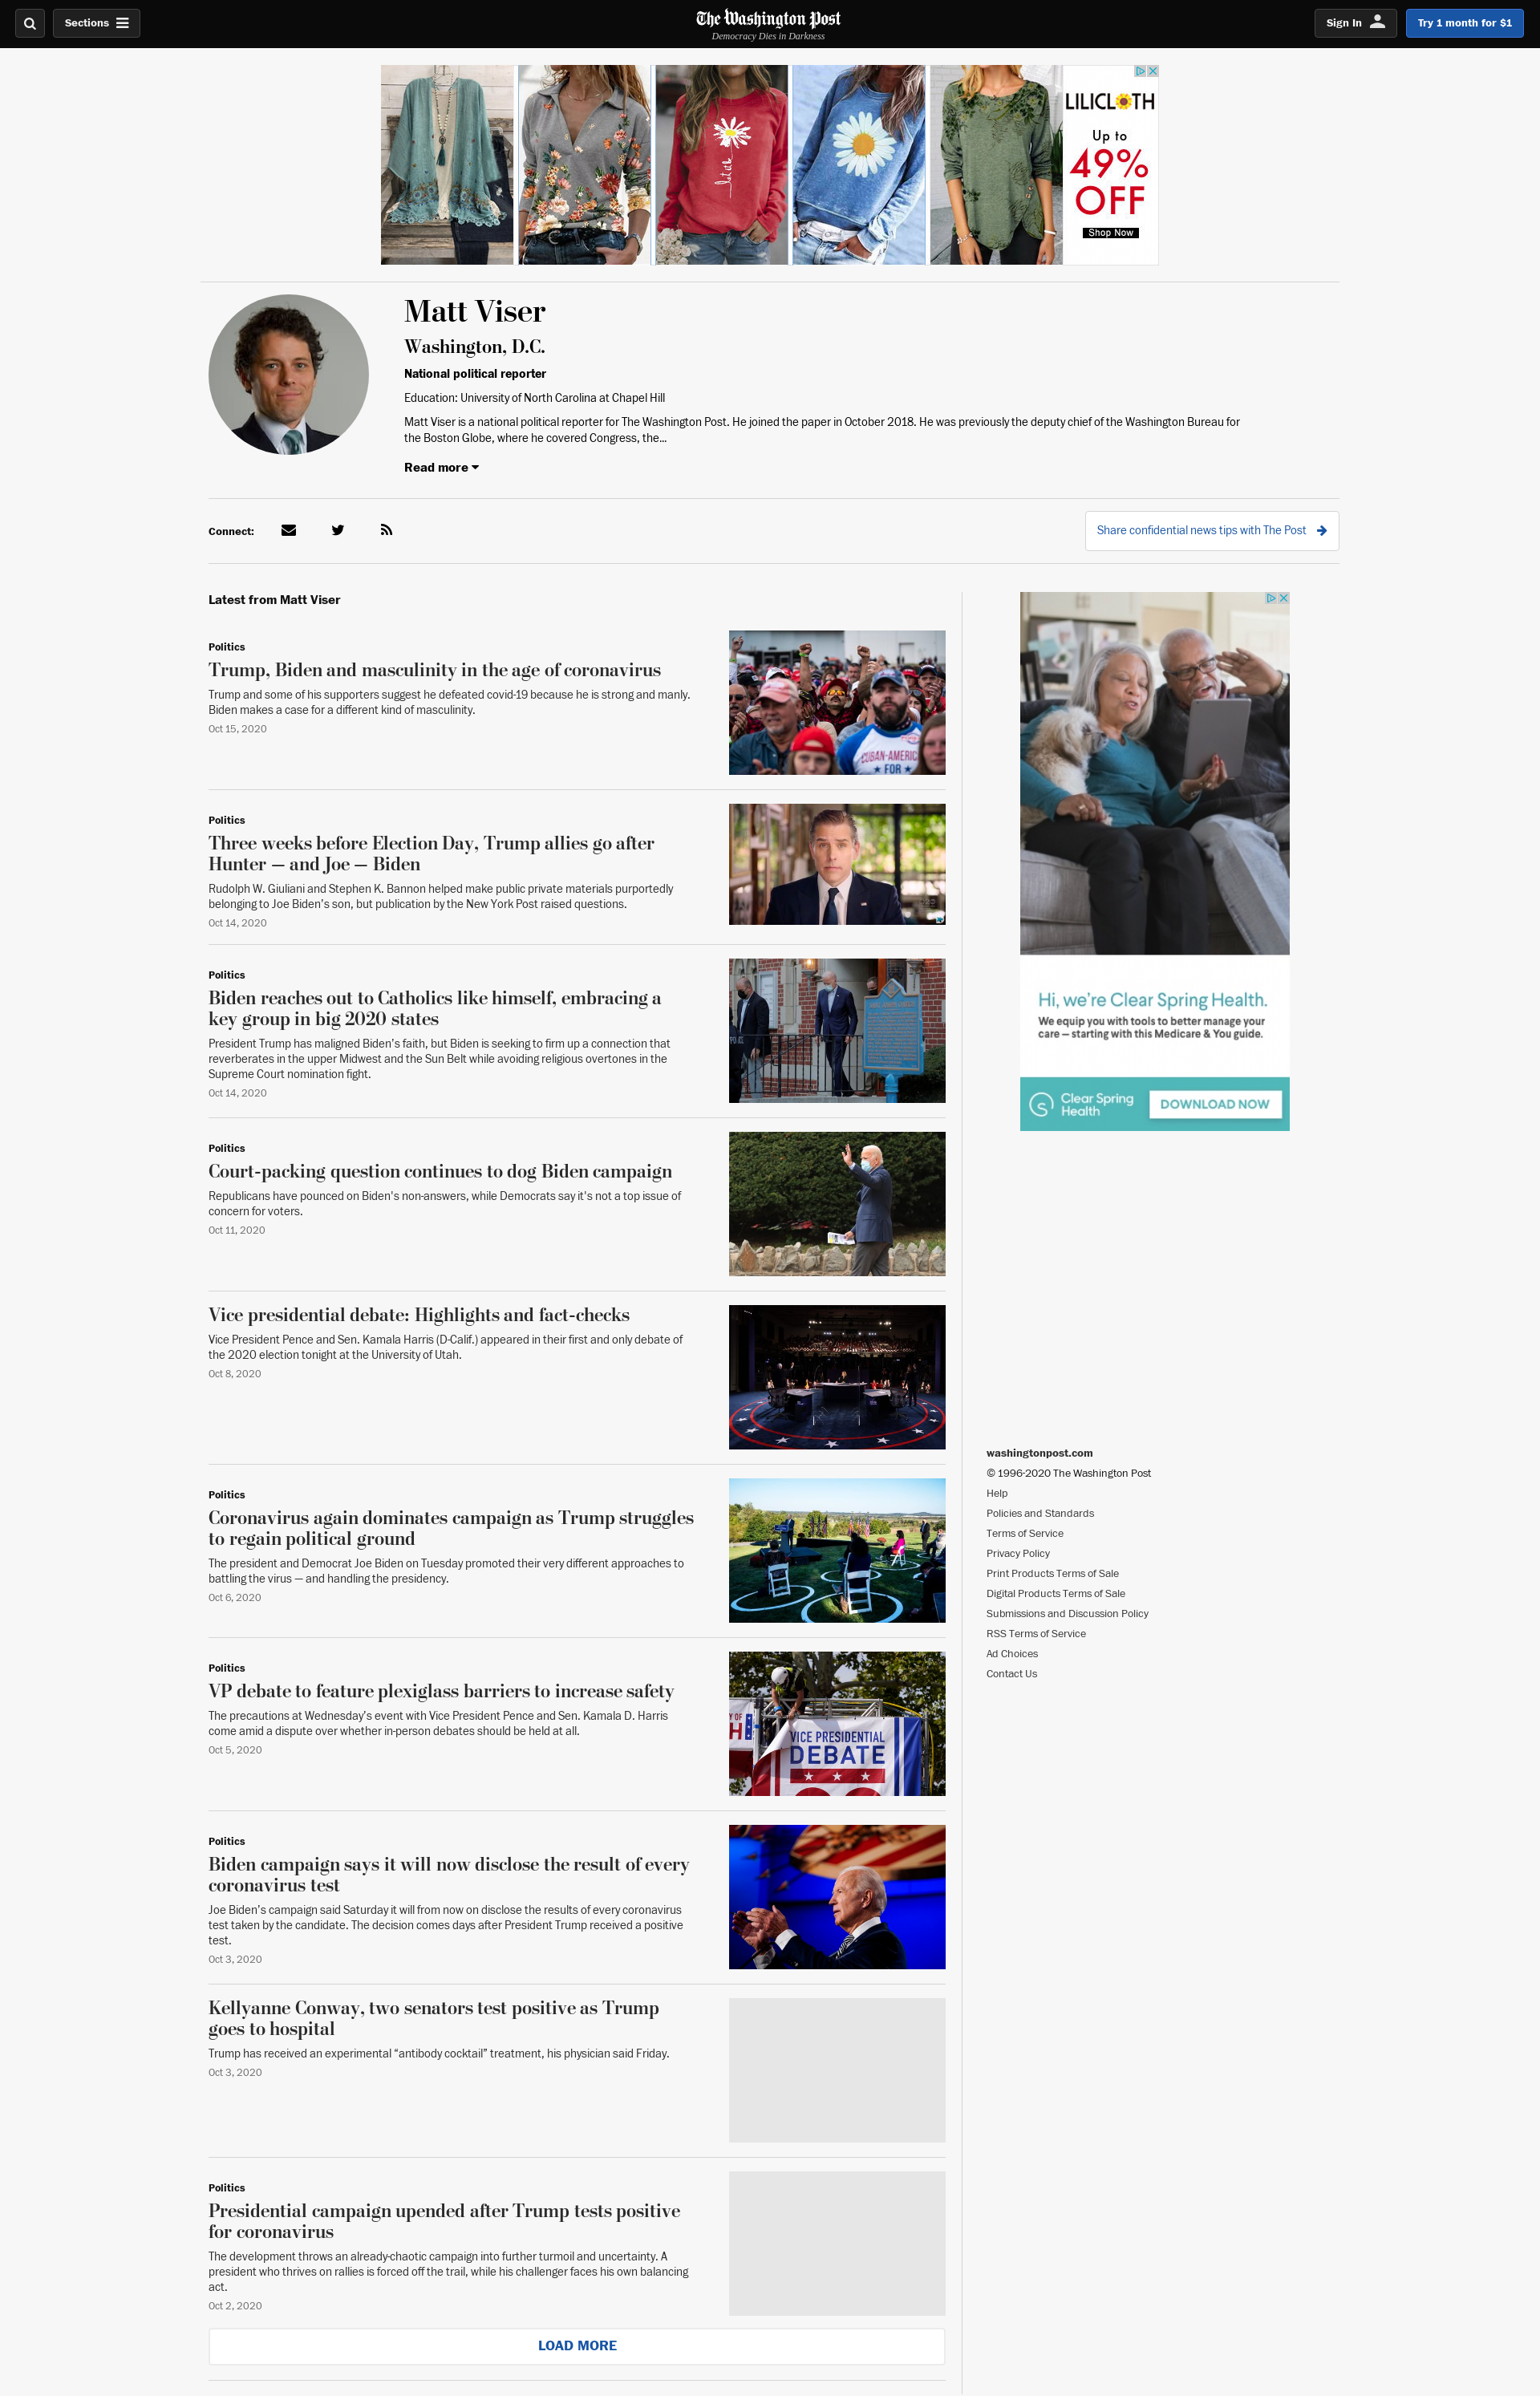 Sections
The Washington Post
Democracy Dies in Darkness
Sign In
Try 1 month for $1
let it be
LILICLOTH
Up to
49%
OFF
Shop Now
Matt Viser
Washington, D.C.
National political reporter
Education: University of North Carolina at Chapel Hill
Matt Viser is a national political reporter for The Washington Post. He joined the paper in October 2018. He was previously the deputy chief of the Washington Bureau for
the Boston Globe, where he covered Congress, the...
Read more
Connect:
Share confidential news tips with The Post
Latest from Matt Viser
Politics
Trump, Biden and masculinity in the age of coronavirus
Trump and some of his supporters suggest he defeated covid-19 because he is strong and manly.
Biden makes a case for a different kind of masculinity.
Oct 15, 2020
CUBAN-AMERIC
FOR
Politics
Three weeks before Election Day, Trump allies go after
Hunter — and Joe — Biden
Rudolph W. Giuliani and Stephen K. Bannon helped make public private materials purportedly
belonging to Joe Biden's son, but publication by the New York Post raised questions.
Oct 14, 2020
Politics
Biden reaches out to Catholics like himself, embracing a
key group in big 2020 states
President Trump has maligned Biden's faith, but Biden is seeking to firm up a connection that
reverberates in the upper Midwest and the Sun Belt while avoiding religious overtones in the
Supreme Court nomination fight.
Oct 14, 2020
Politics
Court-packing question continues to dog Biden campaign
Republicans have pounced on Biden's non-answers, while Democrats say it's not a top issue of
concern for voters.
Oct 11, 2020
Vice presidential debate: Highlights and fact-checks
Vice President Pence and Sen. Kamala Harris (D-Calif.) appeared in their first and only debate of
the 2020 election tonight at the University of Utah.
Oct 8, 2020
Politics
Coronavirus again dominates campaign as Trump struggles
to regain political ground
The president and Democrat Joe Biden on Tuesday promoted their very different approaches to
battling the virus — and handling the presidency.
Oct 6, 2020
Politics
VP debate to feature plexiglass barriers to increase safety
The precautions at Wednesday's event with Vice President Pence and Sen. Kamala D. Harris
come amid a dispute over whether in-person debates should be held at all.
Oct 5, 2020
Y OF
H
VICE PRESIDENTIAL
DEBATE
Politics
Biden campaign says it will now disclose the result of every
coronavirus test
Joe Biden's campaign said Saturday it will from now on disclose the results of every coronavirus
test taken by the candidate. The decision comes days after President Trump received a positive
test.
Oct 3, 2020
Kellyanne Conway, two senators test positive as Trump
goes to hospital
Trump has received an experimental “antibody cocktail” treatment, his physician said Friday.
Oct 3, 2020
Politics
Presidential campaign upended after Trump tests positive
for coronavirus
The development throws an already-chaotic campaign into further turmoil and uncertainty. A
president who thrives on rallies is forced off the trail, while his challenger faces his own balancing
act.
Oct 2, 2020
LOAD MORE
Hi, we're Clear Spring Health.
We equip you with tools to better manage your
care – starting with this Medicare & You guide.
Clear Spring
Health
DOWNLOAD NOW
washingtonpost.com
© 1996-2020 The Washington Post
Help
Policies and Standards
Terms of Service
Privacy Policy
Print Products Terms of Sale
Digital Products Terms of Sale
Submissions and Discussion Policy
RSS Terms of Service
Ad Choices
Contact Us